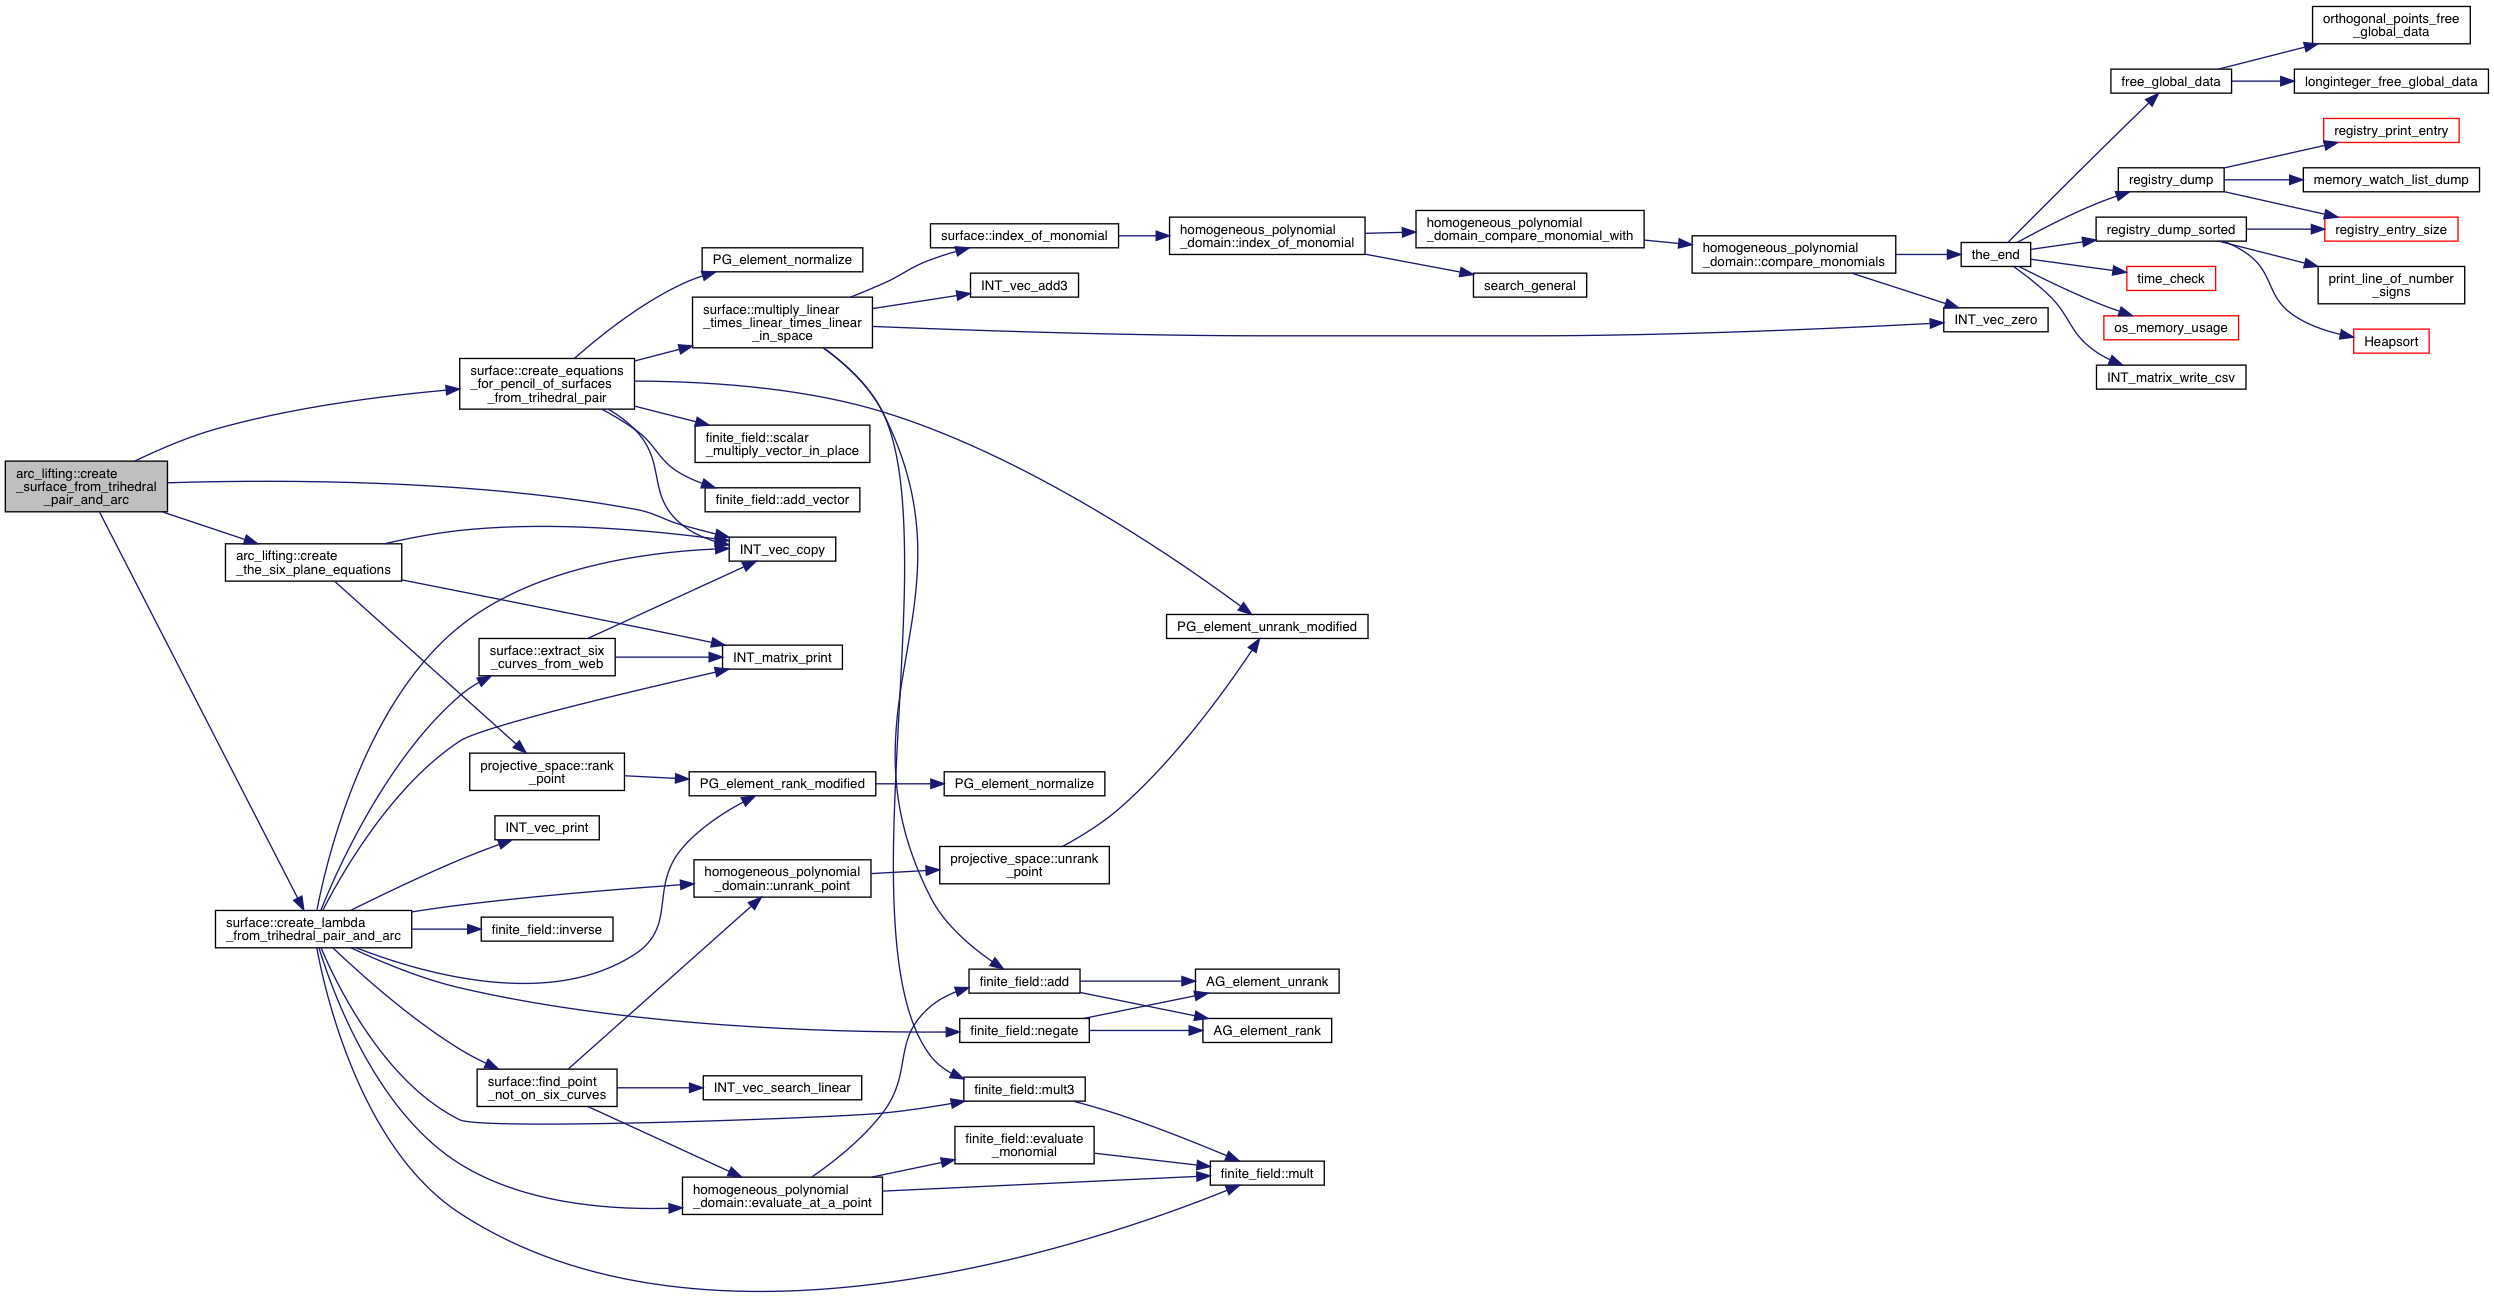 arc_lifting::create
_surface_from_trihedral
_pair_and_arc
surface::create_equations
_for_pencil_of_surfaces
_from_trihedral_pair
PG_element_normalize
surface::multiply_linear
_times_linear_times_linear
_in_space
surface::index_of_monomial
homogeneous_polynomial
_domain::index_of_monomial
homogeneous_polynomial
_domain_compare_monomial_with
homogeneous_polynomial
_domain::compare_monomials
the_end
free_global_data
orthogonal_points_free
_global_data
longinteger_free_global_data
registry_dump
registry_print_entry
memory_watch_list_dump
registry_entry_size
registry_dump_sorted
print_line_of_number
_signs
Heapsort
time_check
os_memory_usage
INT_matrix_write_csv
INT_vec_zero
search_general
INT_vec_add3
finite_field::scalar
_multiply_vector_in_place
finite_field::add_vector
INT_vec_copy
arc_lifting::create
_the_six_plane_equations
INT_matrix_print
surface::extract_six
_curves_from_web
PG_element_unrank_modified
projective_space::rank
_point
PG_element_rank_modified
PG_element_normalize
INT_vec_print
homogeneous_polynomial
_domain::unrank_point
projective_space::unrank
_point
surface::create_lambda
_from_trihedral_pair_and_arc
finite_field::inverse
finite_field::add
AG_element_unrank
finite_field::negate
AG_element_rank
surface::find_point
_not_on_six_curves
INT_vec_search_linear
finite_field::mult3
finite_field::evaluate
_monomial
finite_field::mult
homogeneous_polynomial
_domain::evaluate_at_a_point